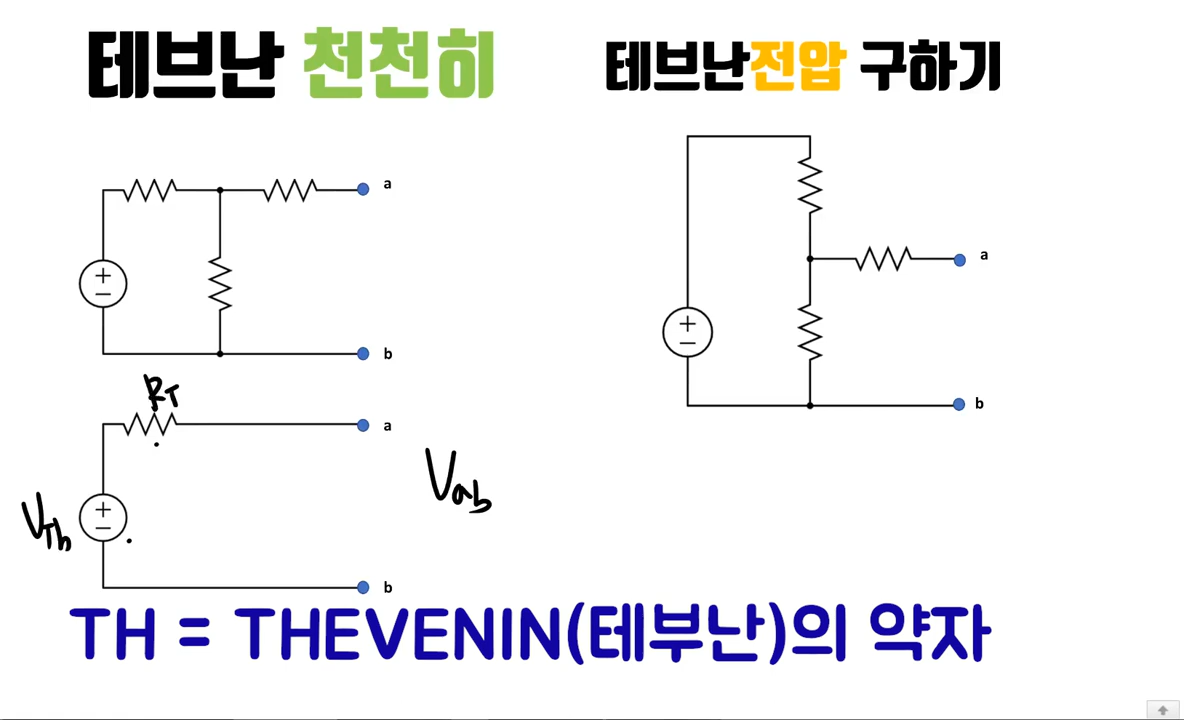 테브난 천천히
테브난전압 구하기
a
b
RT
a
VTh
Vab
b
a
b
TH = THEVENIN(테부난)의 약자